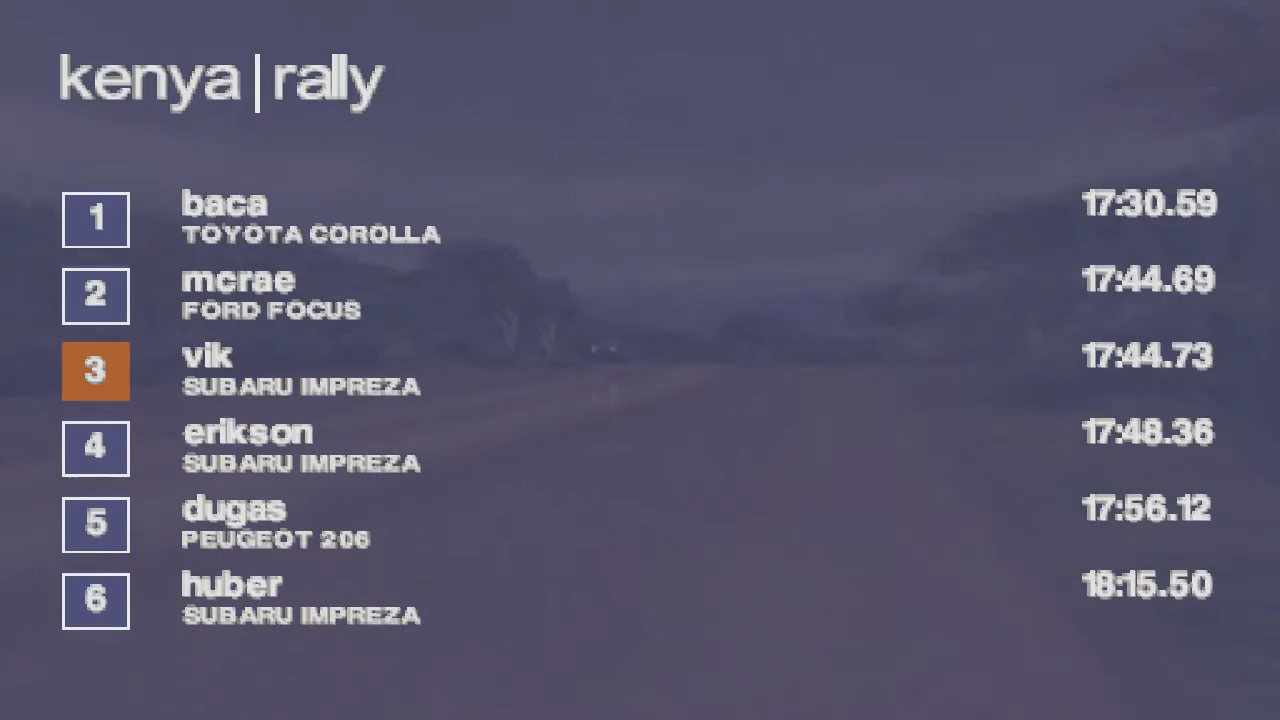 kenya|rally
1 baca 17:30.59
TOYOTA COROLLA
2 mcrae 17:44.69
FORD FOCUS
3 vik 17:44.73
SUBARU IMPREZA
4 erikson 17:48.36
SUBARU IMPREZA
5 dugas 17:56.12
PEUGEOT 206
6 huber 18:15.50
SUBARU IMPREZA